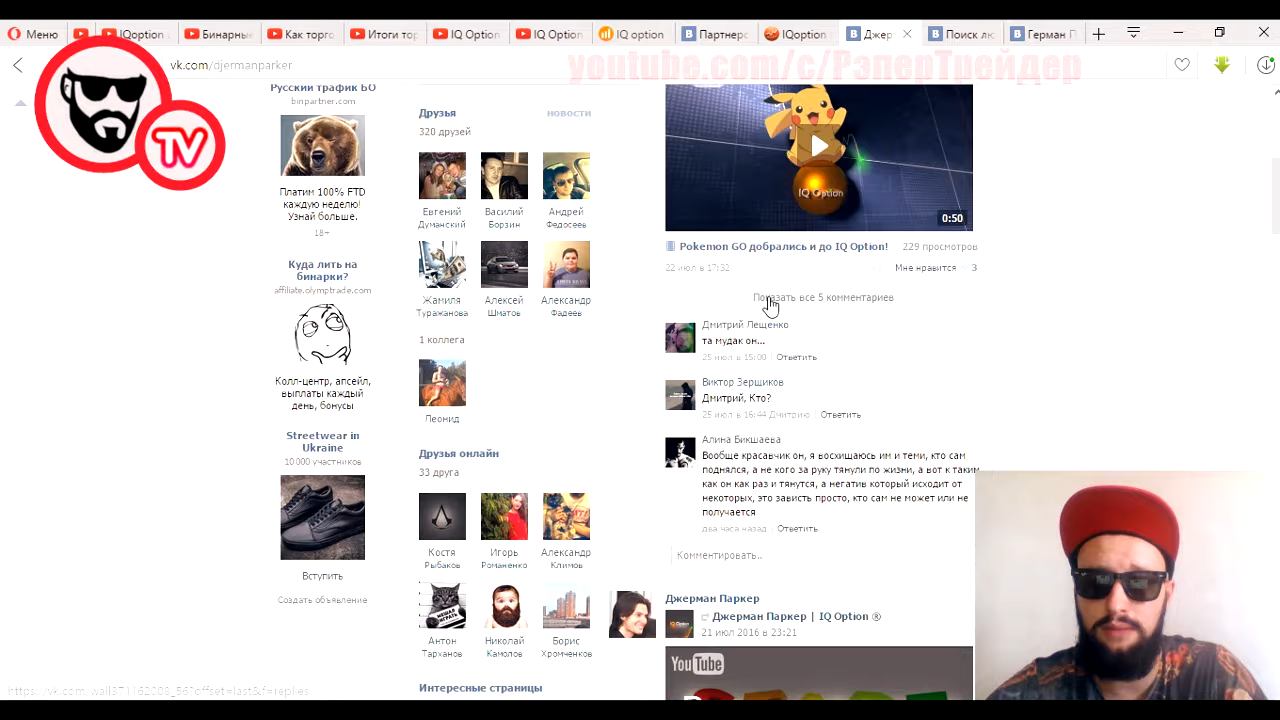 Меню
IQoption
Бинарные
Как торго
Итоги тор
IQ Option
IQ Option
IQ option
Партнерс
IQoption
Джер
Поиск лю
Герман П
vk.com/djermanparker
youtube.com/c/РэперТрейдер
TV
Русский трафик БО
binpartner.com
Платим 100% FTD
каждую неделю!
Узнай больше.
18+
Куда лить на
бинарки?
affiliate.olymptrade.com
Колл-центр, апсейл,
выплаты каждый
день, бонусы
Streetwear in
Ukraine
10 000 участников
Вступить
Создать объявление
Друзья
новости
320 друзей
Евгений
Думанский
Василий
Борзин
Андрей
Федосеев
Жамиля
Туражанова
Алексей
Шматов
Александр
Фадеев
1 коллега
Леонид
Друзья онлайн
33 друга
Костя
Рыбаков
Игорь
Романенко
Александр
Климов
Антон
Тарханов
Николай
Камолов
Борис
Хромченков
Интересные страницы
IQ Option
0:50
Pokemon GO добрались и до IQ Option!
229 просмотров
22 июл в 17:32
Мне нравится 3
Показать все 5 комментариев
Дмитрий Лещенко
та мудак он...
25 июл в 15:00 | Ответить
Виктор Зерщиков
Дмитрий, Кто?
25 июл в 16:44 Дмитрию | Ответить
Алина Бикшаева
Вообще красавчик он, я восхищаюсь им и теми, кто сам
поднялся, а не кого за руку тянули по жизни, а вот к таким
как он как раз и тянутся, а негатив который исходит от
некоторых, это зависть просто, кто сам не может или не
получается
два часа назад | Ответить
Комментировать..
Джерман Паркер
Джерман Паркер | IQ Option ®
21 июл 2016 в 23:21
YouTube
https://vk.com/wall371162008_56?offset=last&f=replies